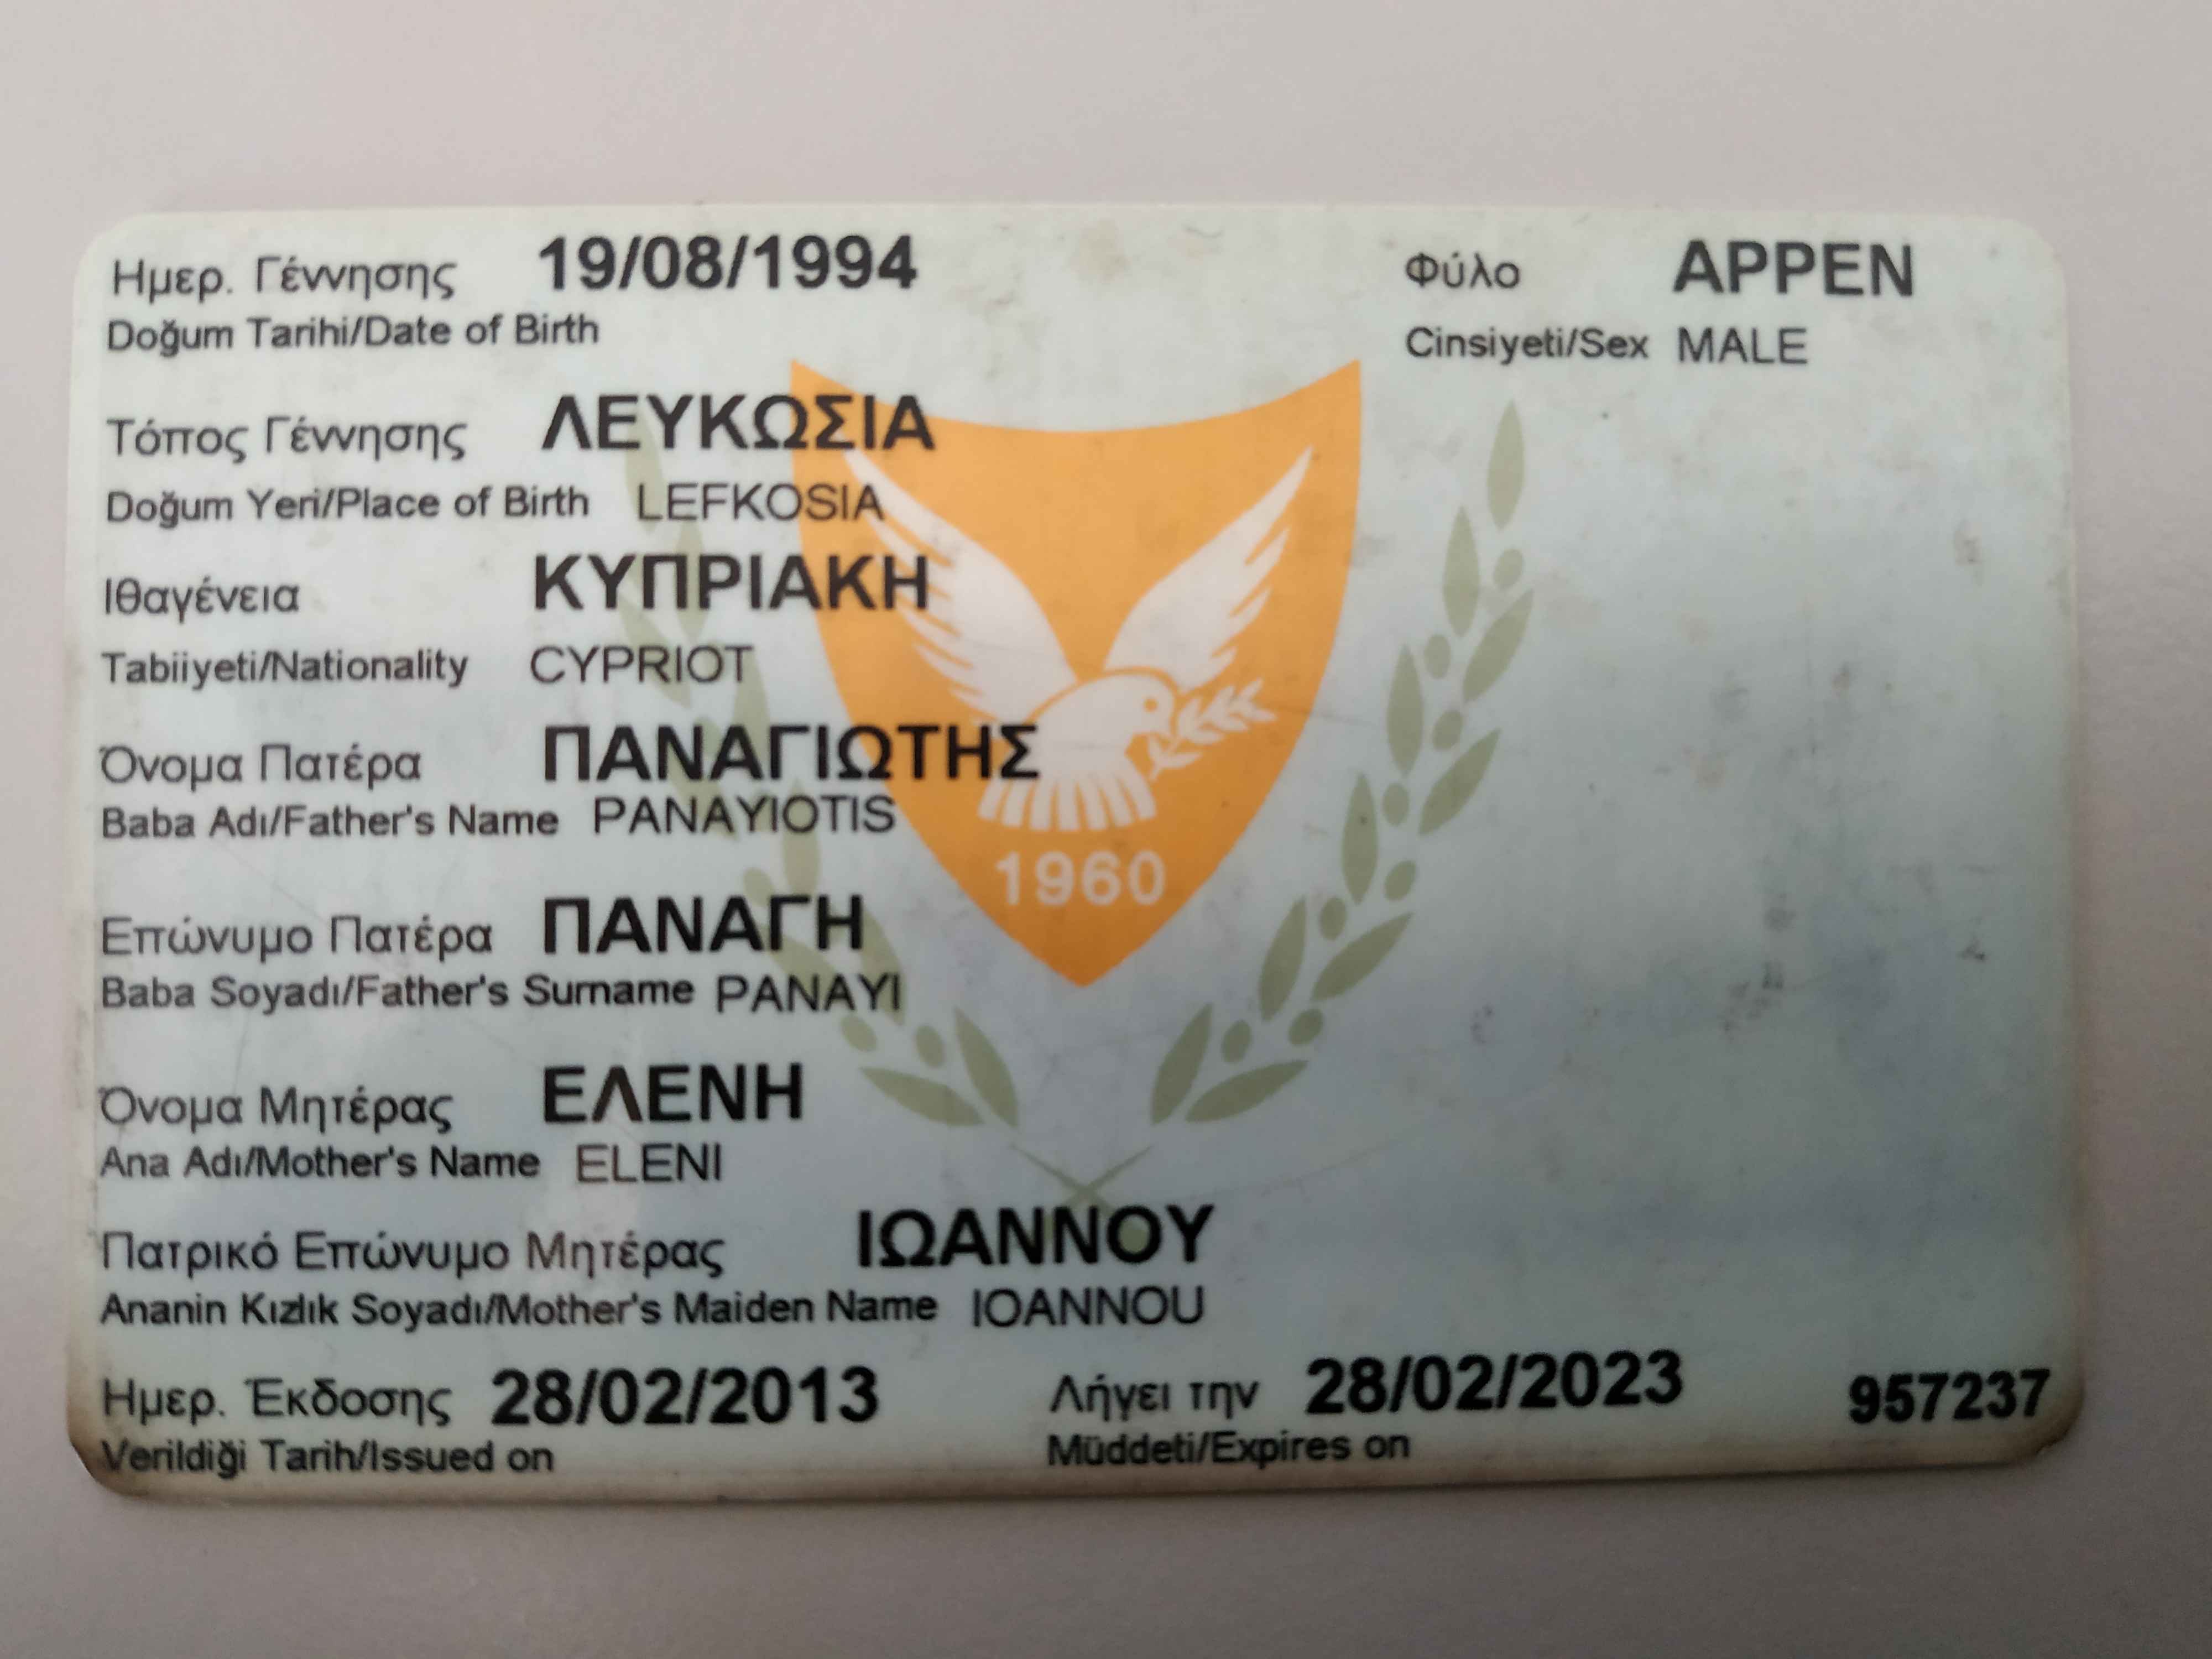 Ημερ. Γέννησης 19/08/1994 Φύλο ΑΡΡΕΝ
Doğum Tarihi/Date of Birth Cinsiyeti/Sex MALE
Τόπος Γέννησης ΛΕΥΚΩΣΙΑ
Doğum Yeri/Place of Birth LEFKOSIA
Ιθαγένεια ΚΥΠΡΙΑΚΗ
Tabiiyeti/Nationality CYPRIOT
Όνομα Πατέρα ΠΑΝΑΓΙΩΤΗΣ
Baba Adı/Father's Name PANAYIOTIS
1960
Επώνυμο Πατέρα ΠΑΝΑΓΗ
Baba Soyadı/Father's Surname PANAYI
Όνομα Μητέρας ΕΛΕΝΗ
Ana Adı/Mother's Name ELENI
Πατρικό Επώνυμο Μητέρας ΙΩΑΝΝΟΥ
Ananin Kızlık Soyadı/Mother's Maiden Name IOANNOU
Ημερ. Έκδοσης 28/02/2013 Λήγει την 28/02/2023 957237
Verildiği Tarih/Issued on Müddeti/Expires on